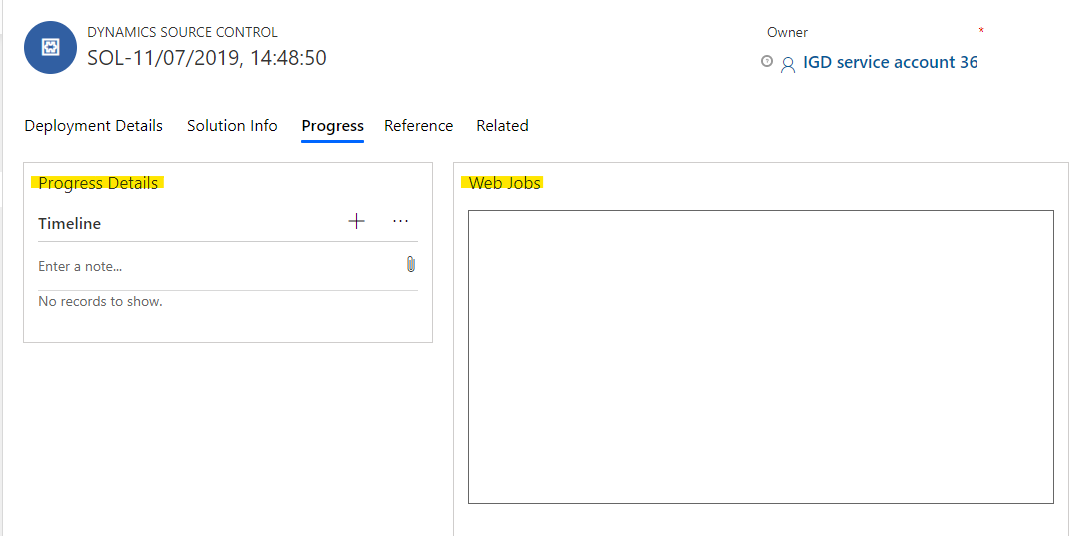 DYNAMICS SOURCE CONTROL
SOL-11/07/2019, 14:48:50
Owner *
IGD service account 36
Deployment Details Solution Info Progress Reference Related
Progress Details
Timeline
Enter a note...
No records to show.
Web Jobs